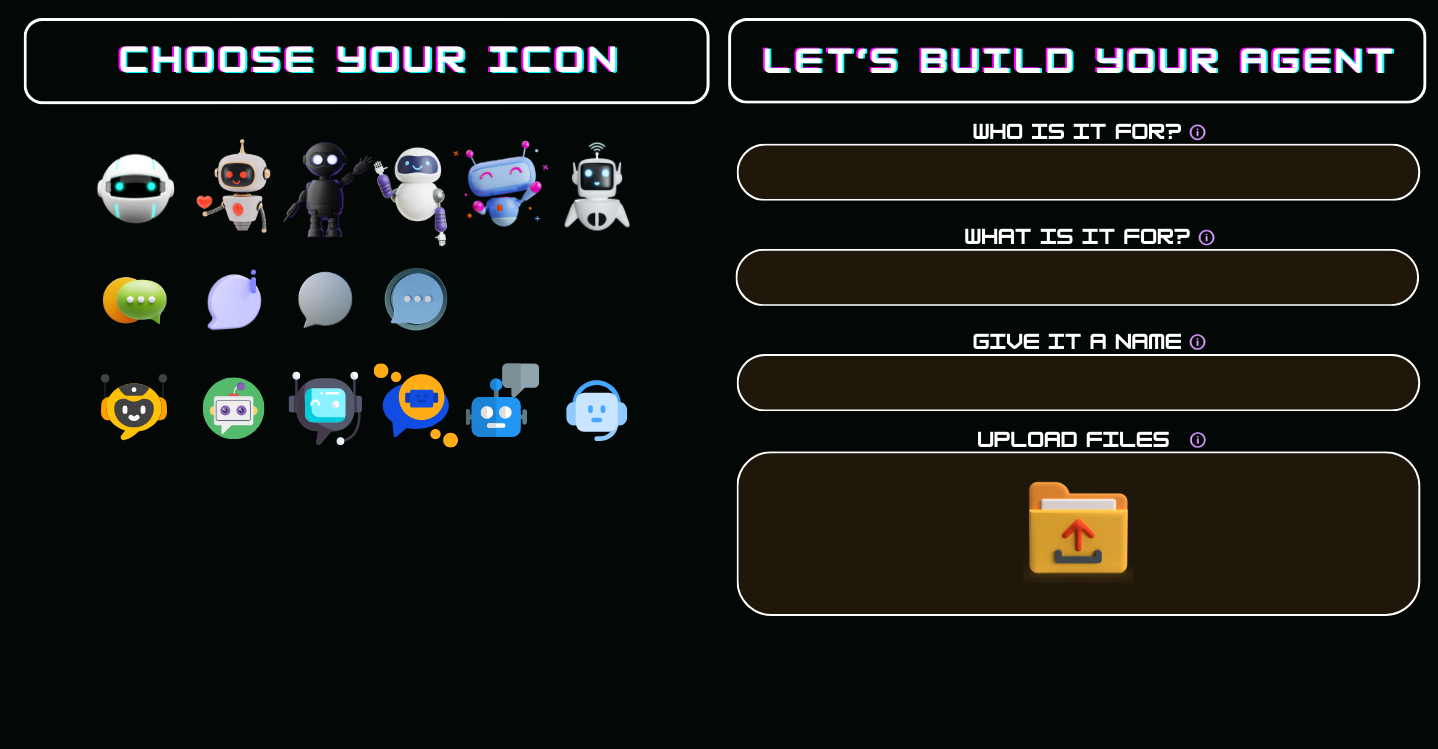 CHOOSE YOUR ICON
LET'S BUILD YOUR AGENT
WHO IS IT FOR?
WHAT IS IT FOR?
GIVE IT A NAME
UPLOAD FILES